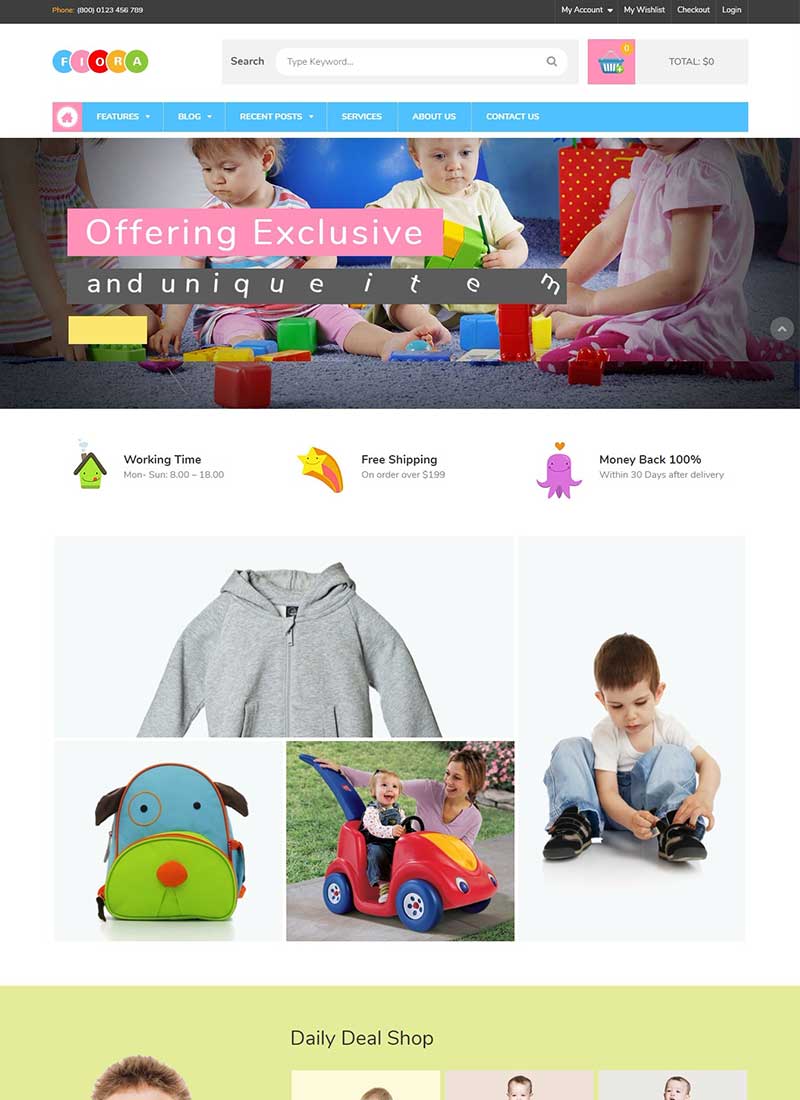 Phone: (800) 0123 456 789
My Account My Wishlist Checkout Login
FIORA
Search Type Keyword... 0 TOTAL: $0
FEATURES BLOG RECENT POSTS SERVICES ABOUT US CONTACT US
Offering Exclusive
and unique item
Working Time
Mon- Sun: 8.00 – 18.00
Free Shipping
On order over $199
Money Back 100%
Within 30 Days after delivery
Daily Deal Shop